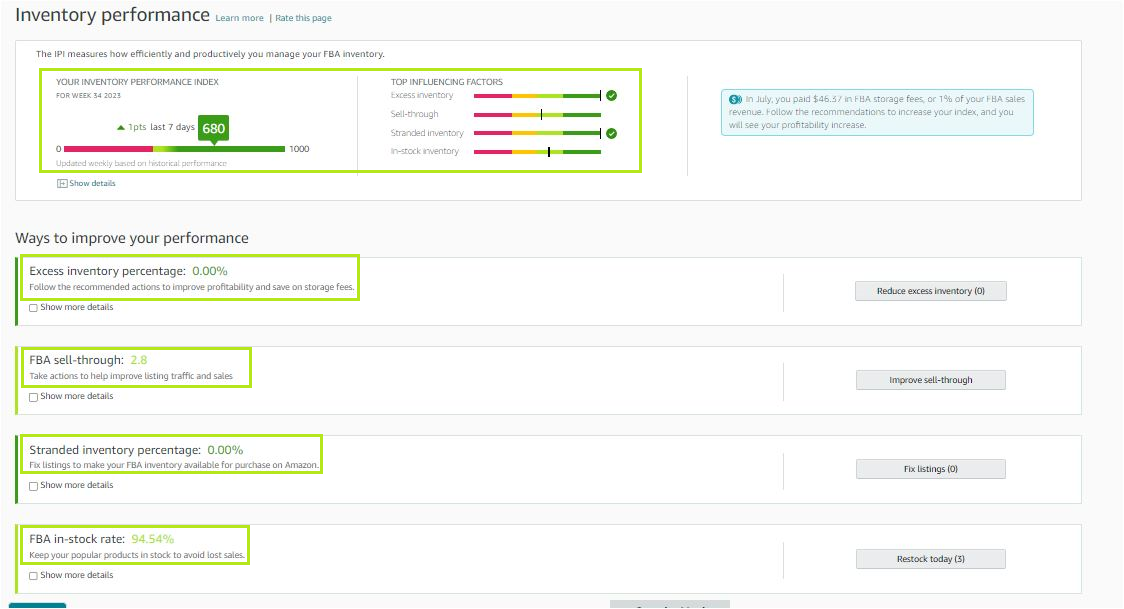 Inventory performance Learn more | Rate this page
The IPI measures how efficiently and productively you manage your FBA inventory.
YOUR INVENTORY PERFORMANCE INDEX
FOR WEEK 34 2023
1pts last 7 days 680
0 1000
Updated weekly based on historical performance
Show details
TOP INFLUENCING FACTORS
Excess inventory
Sell-through
Stranded inventory
In-stock inventory
In July, you paid $46.37 in FBA storage fees, or 1% of your FBA sales
revenue. Follow the recommendations to increase your index, and you
will see your profitability increase.
Ways to improve your performance
Excess inventory percentage: 0.00%
Follow the recommended actions to improve profitability and save on storage fees.
Show more details
Reduce excess inventory (0)
FBA sell-through: 2.8
Take actions to help improve listing traffic and sales
Show more details
Improve sell-through
Stranded inventory percentage: 0.00%
Fix listings to make your FBA inventory available for purchase on Amazon.
Show more details
Fix listings (0)
FBA in-stock rate: 94.54%
Keep your popular products in stock to avoid lost sales.
Show more details
Restock today (3)